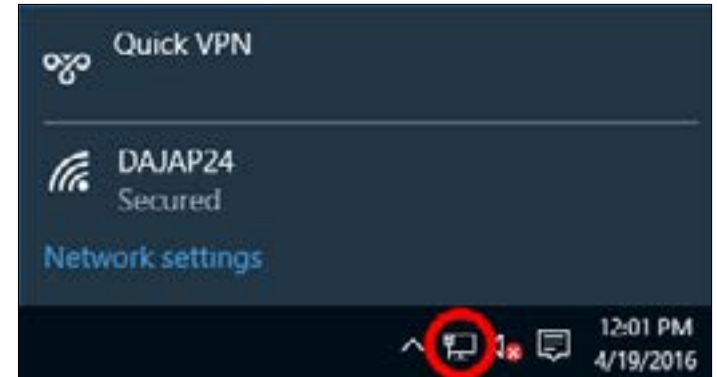 Quick VPN
DAJAP24
Secured
Network settings
12:01 PM
4/19/2016